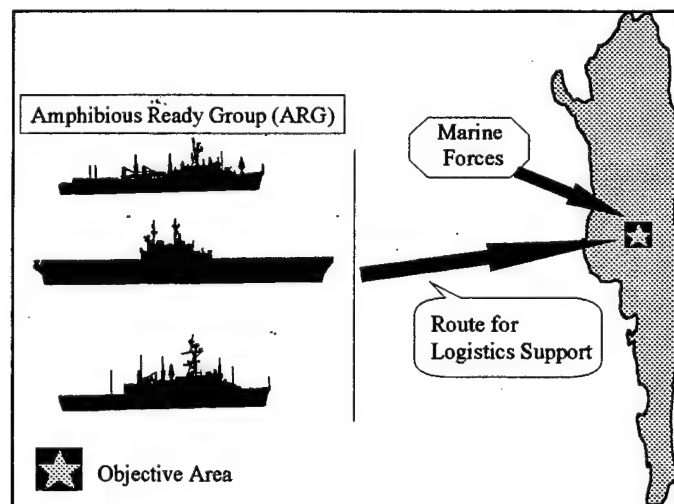 Amphibious Ready Group (ARG)
Marine
Forces
Route for
Logistics Support
Objective Area